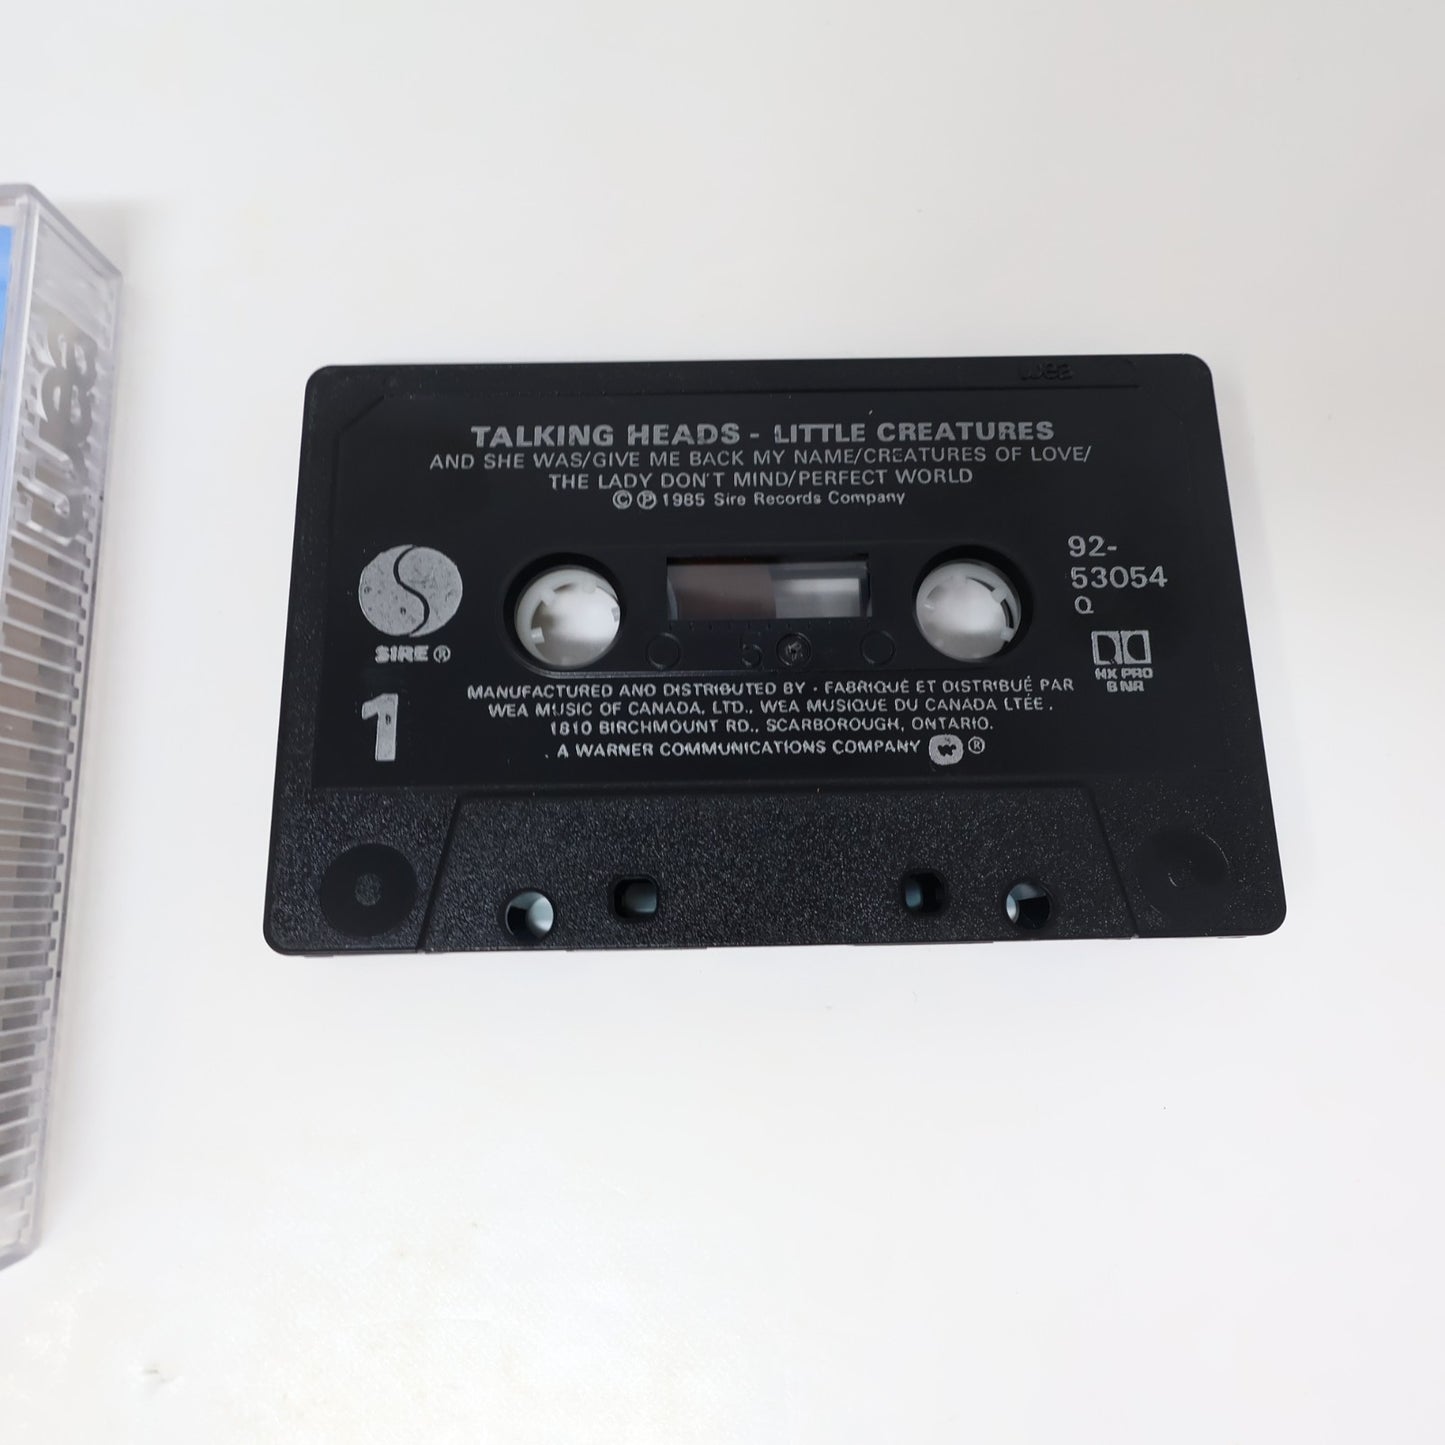 wea
TALKING HEADS - LITTLE CREATURES
AND SHE WAS/GIVE ME BACK MY NAME/CREATURES OF LOVE/
THE LADY DON'T MIND/PERFECT WORLD
© ℗ 1985 Sire Records Company
92-
53054
Q
SIRE ®
HX PRO
B NR
1
MANUFACTURED AND DISTRIBUTED BY · FABRIQUÉ ET DISTRIBUÉ PAR
WEA MUSIC OF CANADA, LTD., WEA MUSIQUE DU CANADA LTÉE.
1810 BIRCHMOUNT RD., SCARBOROUGH, ONTARIO.
. A WARNER COMMUNICATIONS COMPANY ®